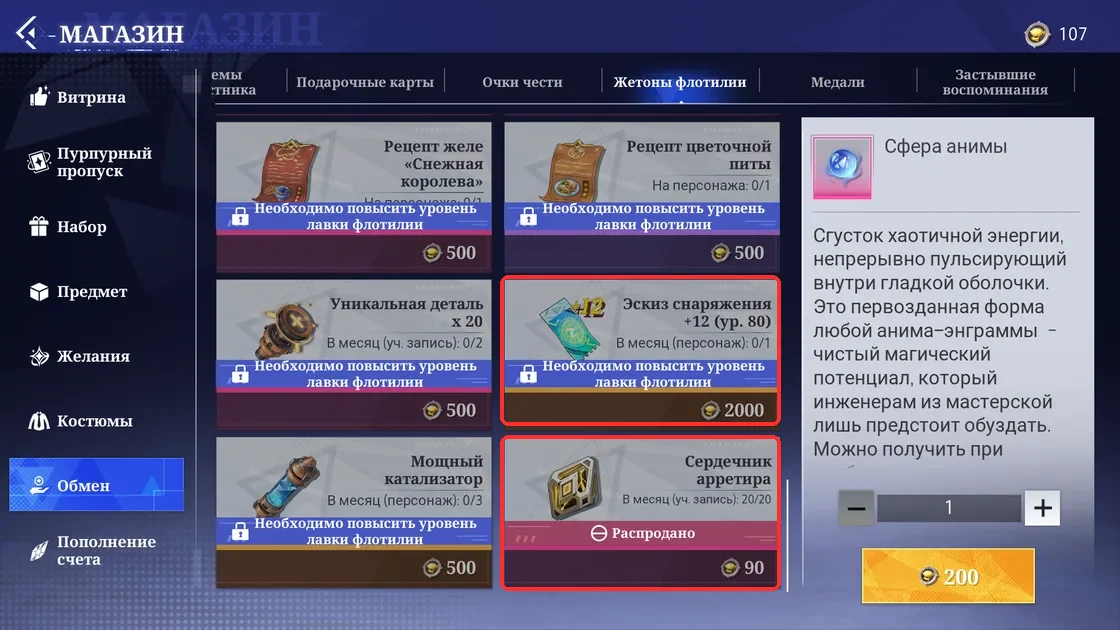 МАГАЗИН
107
Витрина
Пурпурный
пропуск
Набор
Предмет
Желания
Костюмы
Обмен
Пополнение
счета
емы
стника
Подарочные карты
Очки чести
Жетоны флотилии
Медали
Застывшие
воспоминания
Рецепт желе
«Снежная
королева»
На персонажа: 0/1
Необходимо повысить уровень
лавки флотилии
500
Рецепт цветочной
питы
На персонажа: 0/1
Необходимо повысить уровень
лавки флотилии
500
Уникальная деталь
x 20
В месяц (уч. запись): 0/2
Необходимо повысить уровень
лавки флотилии
500
+12
Эскиз снаряжения
+12 (ур. 80)
В месяц (персонаж): 0/1
Необходимо повысить уровень
лавки флотилии
2000
Мощный
катализатор
В месяц (персонаж): 0/3
Необходимо повысить уровень
лавки флотилии
500
Сердечник
арретира
В месяц (уч. запись): 20/20
Распродано
90
Сфера анимы
Сгусток хаотичной энергии,
непрерывно пульсирующий
внутри гладкой оболочки.
Это первозданная форма
любой анима-энграммы -
чистый магический
потенциал, который
инженерам из мастерской
лишь предстоит обуздать.
Можно получить при
1
200